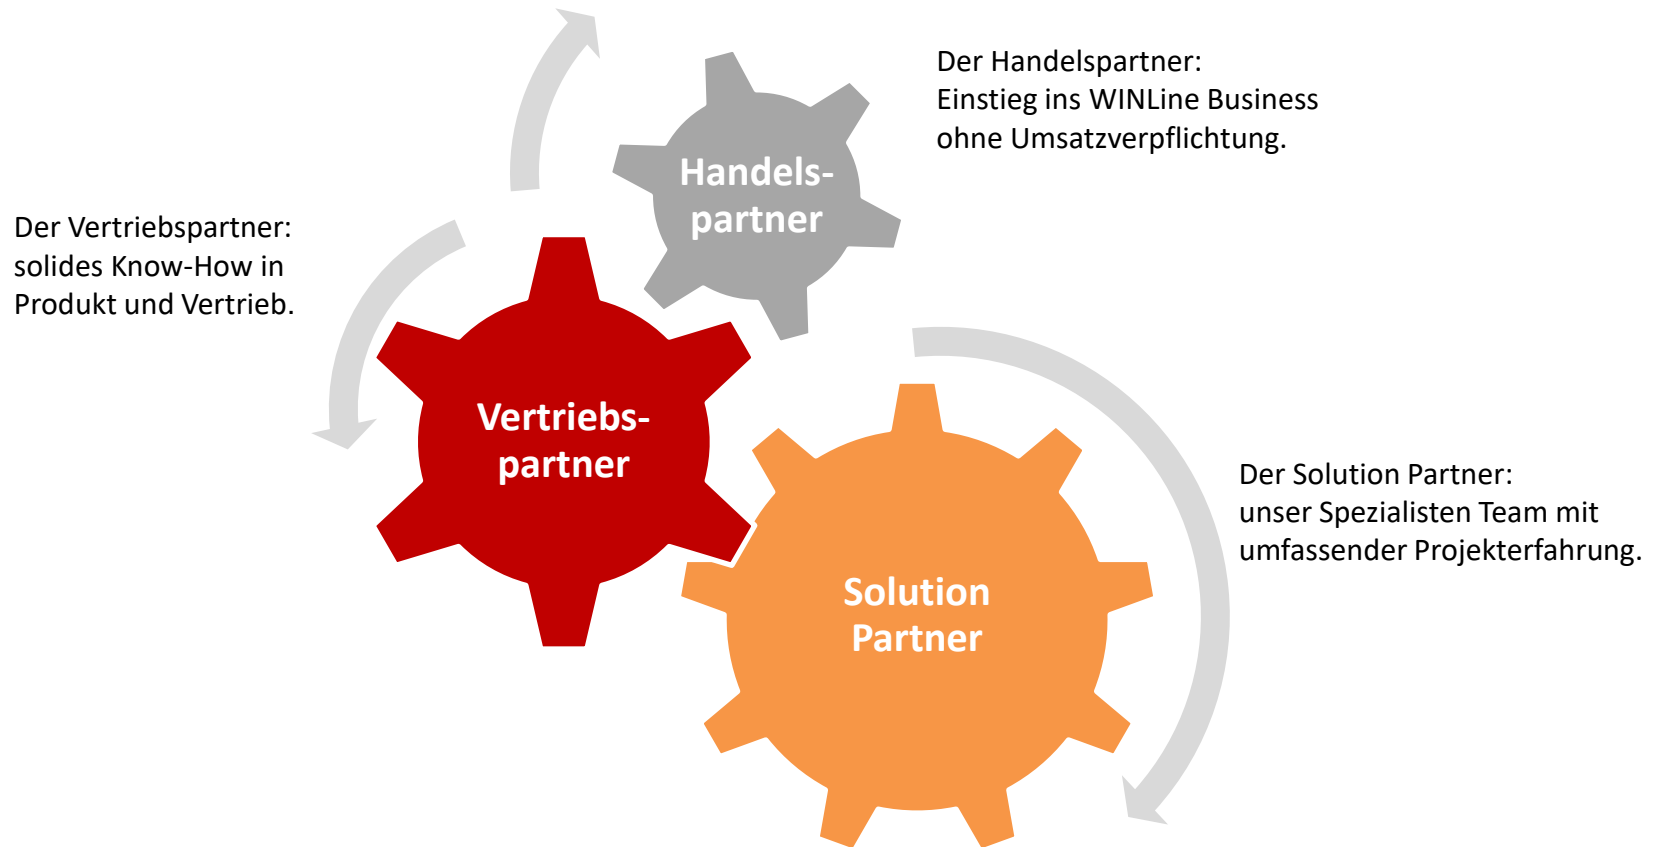 Der Handelspartner:
Einstieg ins WINLine Business
ohne Umsatzverpflichtung.
Handels-
partner
Der Vertriebspartner:
solides Know-How in
Produkt und Vertrieb.
Vertriebs-
partner
Der Solution Partner:
unser Spezialisten Team mit
umfassender Projekterfahrung.
Solution
Partner